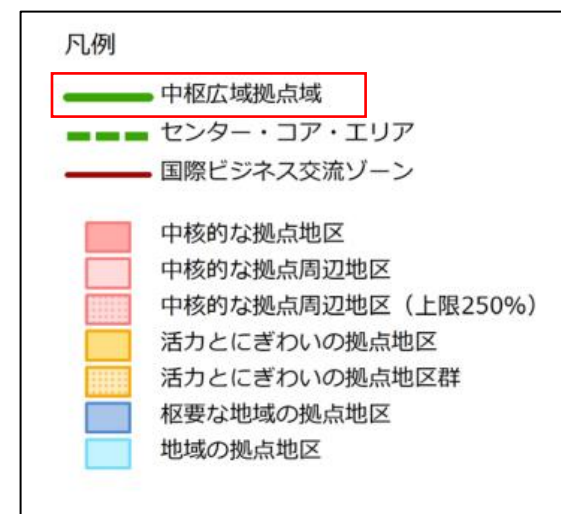 凡例
中枢広域拠点域
センター・コア・エリア
国際ビジネス交流ゾーン
中核的な拠点地区
中核的な拠点周辺地区
中核的な拠点周辺地区（上限250%）
活力とにぎわいの拠点地区
活力とにぎわいの拠点地区群
枢要な地域の拠点地区
地域の拠点地区